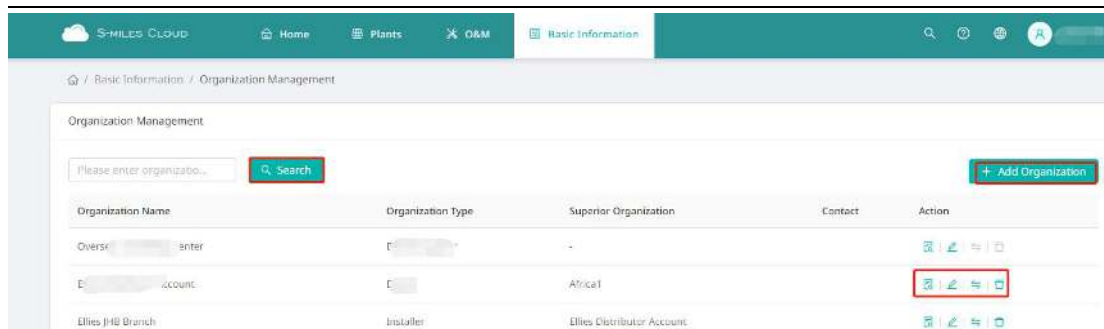 S-MILES CLOUD Home Plants O&M Basic Information
/ Basic Information / Organization Management
Organization Management
Please enter organizatio... Search + Add Organization
Organization Name Organization Type Superior Organization Contact Action
enter -
Africa1
Ellies JHB Branch Installer Ellies Distributor Account